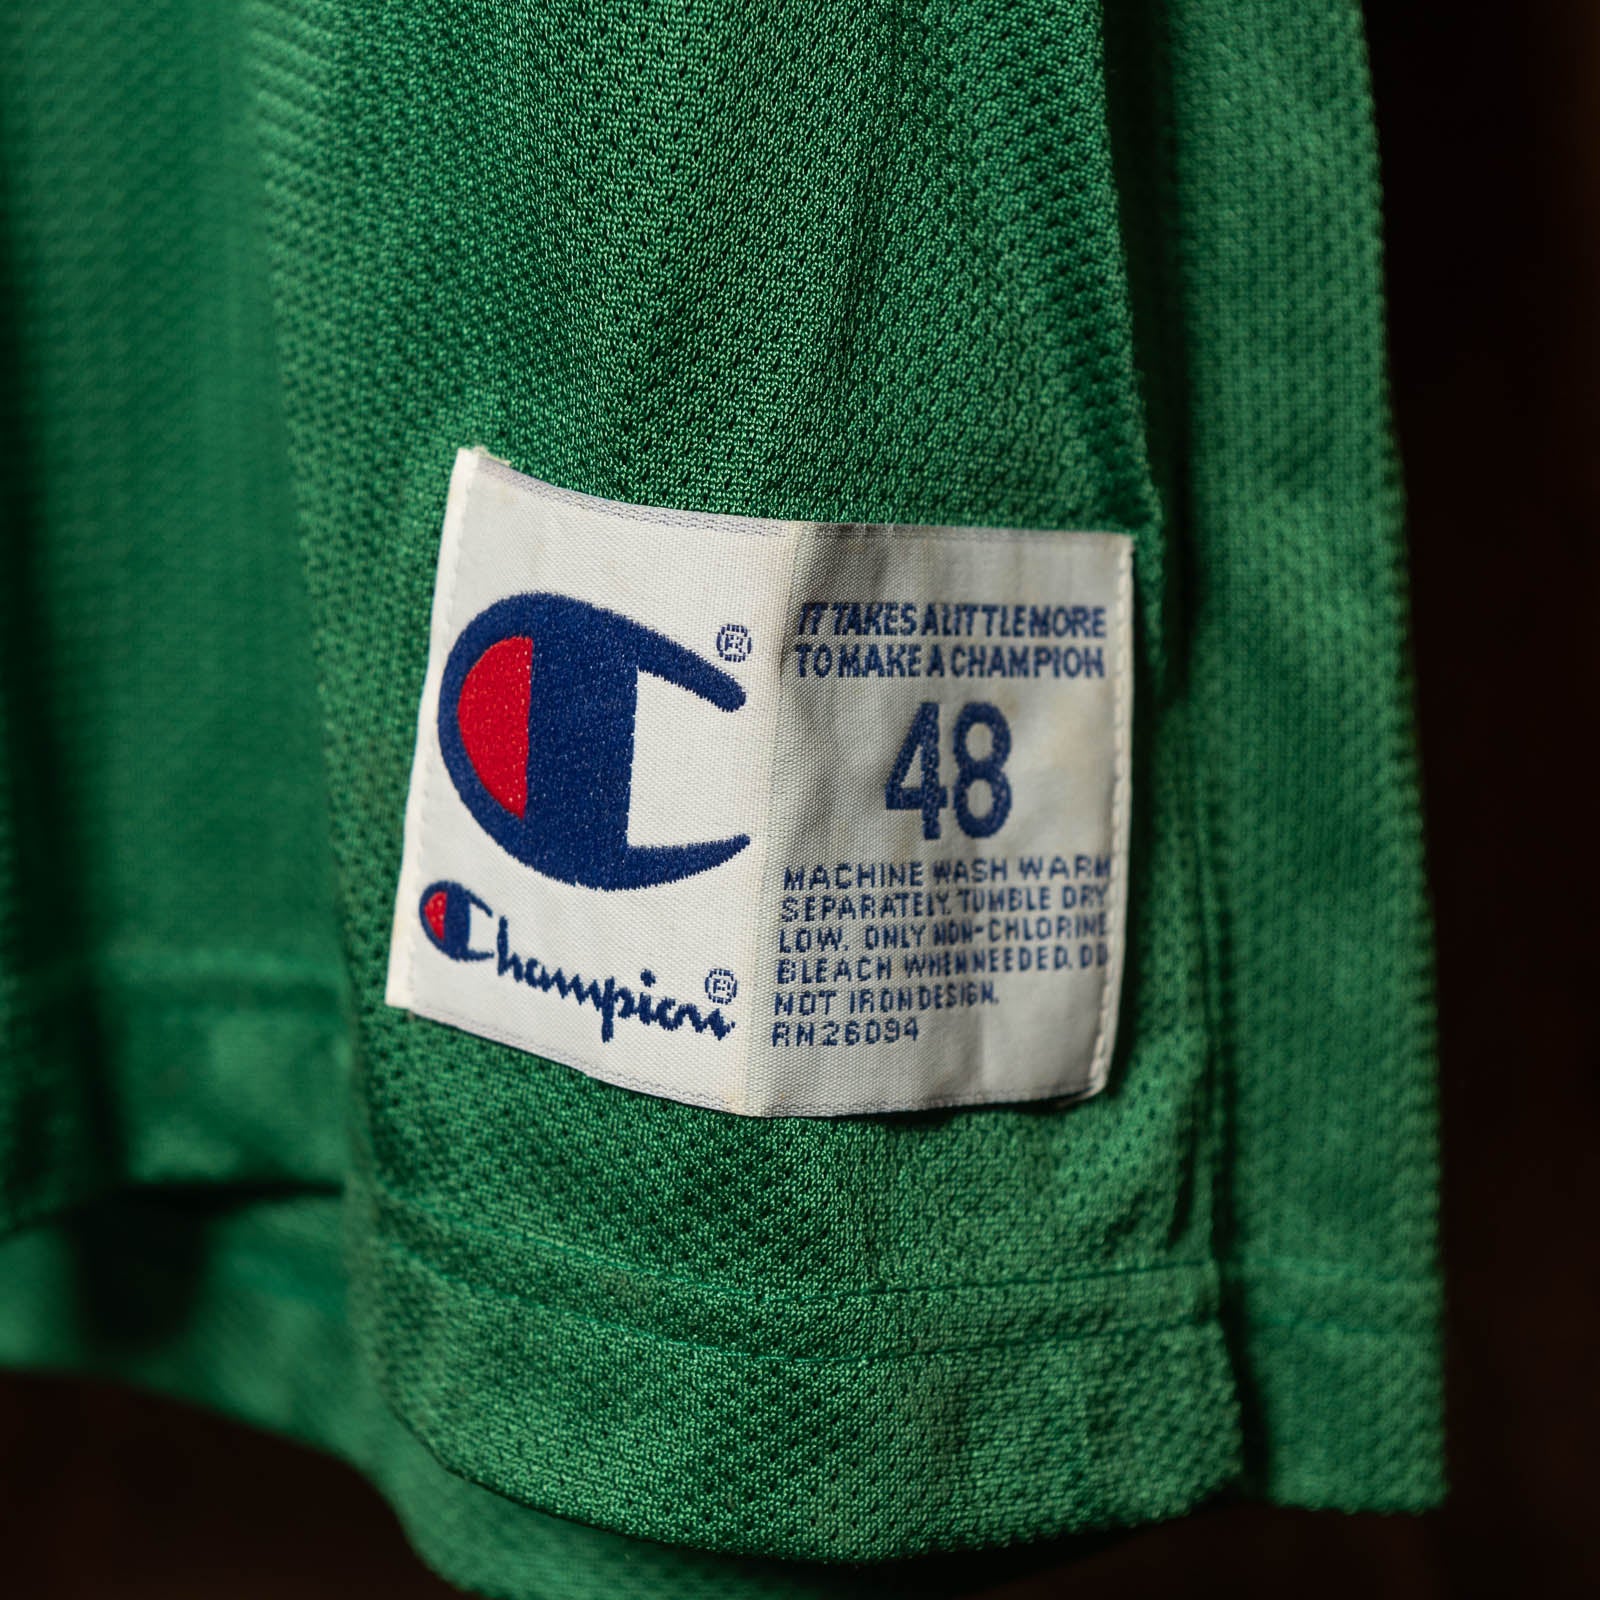 ®
Champion®
IT TAKES A LITTLE MORE
TO MAKE A CHAMPION
48
MACHINE WASH WARM
SEPARATELY. TUMBLE DRY
LOW. ONLY NON-CHLORINE
BLEACH WHEN NEEDED. DO
NOT IRON DESIGN.
RN26094